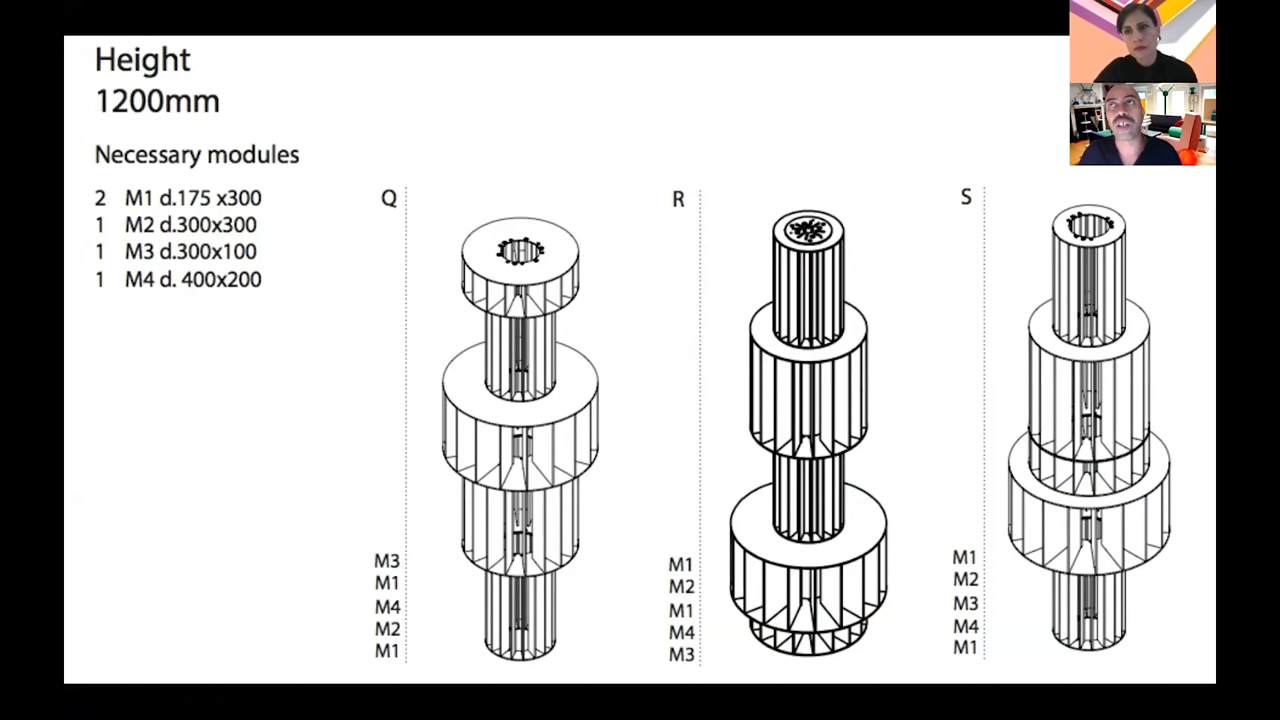 Height
1200mm
Necessary modules
2 M1 d.175 x300
1 M2 d.300x300
1 M3 d.300x100
1 M4 d. 400x200
Q
M3
M1
M4
M2
M1
R
M1
M2
M1
M4
M3
S
M1
M2
M3
M4
M1